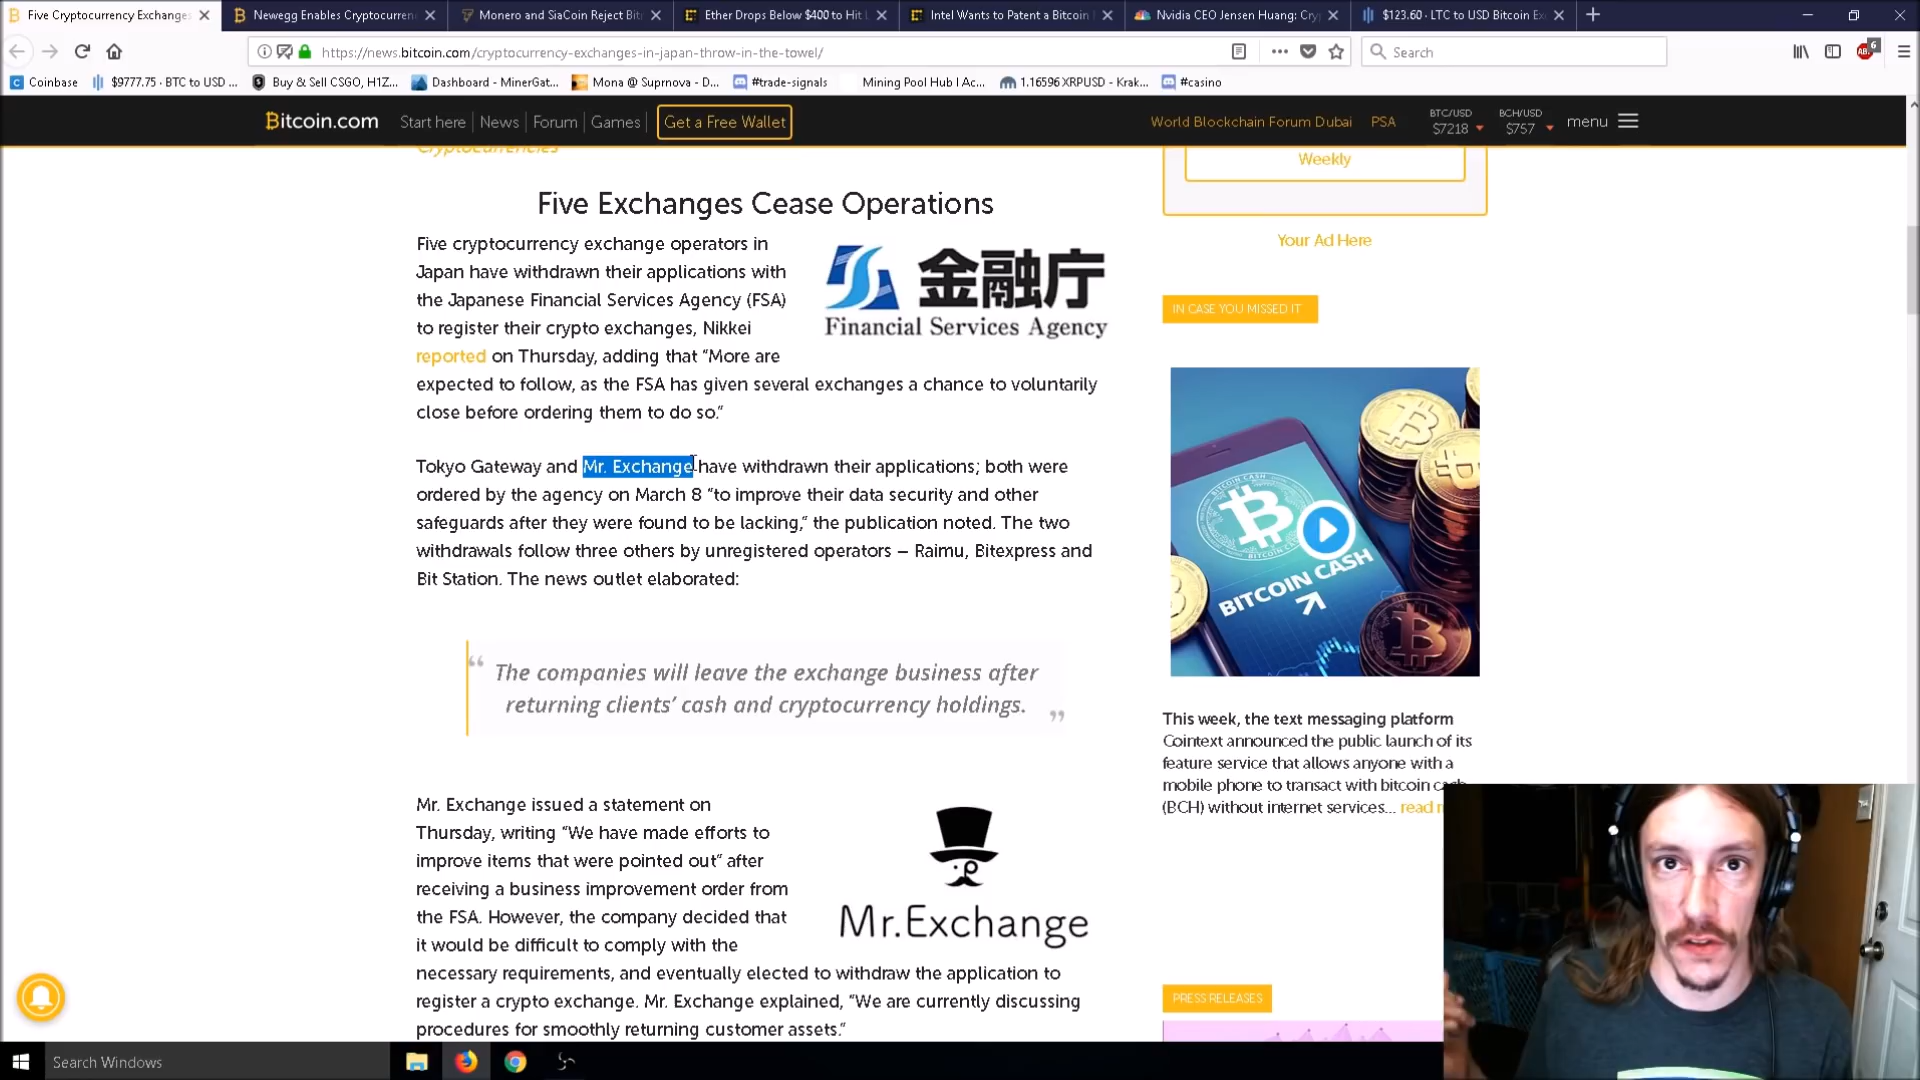 Five Cryptocurrency Exchanges
Newegg Enables Cryptocurren
Monero and SiaCoin Reject Bit
Ether Drops Below $400 to Hit L
Intel Wants to Patent a Bitcoin
Nvidia CEO Jensen Huang: Cry
$123.60 · LTC to USD Bitcoin Ex
https://news.bitcoin.com/cryptocurrency-exchanges-in-japan-throw-in-the-towel/
Search
6
Coinbase
$9777.75 · BTC to USD ...
Buy & Sell CSGO, H1Z...
Dashboard - MinerGat...
Mona @ Suprnova - D...
#trade-signals
Mining Pool Hub | Ac...
1.16596 XRPUSD - Krak...
#casino
Bitcoin.com
Start here
News
Forum
Games
Get a Free Wallet
World Blockchain Forum Dubai
PSA
BTC/USD
$7218
BCH/USD
$757
menu
Cryptocurrencies
Five Exchanges Cease Operations
Five cryptocurrency exchange operators in
Japan have withdrawn their applications with
the Japanese Financial Services Agency (FSA)
to register their crypto exchanges, Nikkei
reported on Thursday, adding that “More are
expected to follow, as the FSA has given several exchanges a chance to voluntarily
close before ordering them to do so.”
金融庁
Financial Services Agency
Tokyo Gateway and Mr. Exchange have withdrawn their applications; both were
ordered by the agency on March 8 “to improve their data security and other
safeguards after they were found to be lacking,” the publication noted. The two
withdrawals follow three others by unregistered operators – Raimu, Bitexpress and
Bit Station. The news outlet elaborated:
“ The companies will leave the exchange business after
returning clients’ cash and cryptocurrency holdings. ”
Mr. Exchange issued a statement on
Thursday, writing “We have made efforts to
improve items that were pointed out” after
receiving a business improvement order from
the FSA. However, the company decided that
it would be difficult to comply with the
necessary requirements, and eventually elected to withdraw the application to
register a crypto exchange. Mr. Exchange explained, “We are currently discussing
procedures for smoothly returning customer assets.”
Mr.Exchange
Weekly
Your Ad Here
IN CASE YOU MISSED IT
BITCOIN CASH
This week, the text messaging platform
Cointext announced the public launch of its
feature service that allows anyone with a
mobile phone to transact with bitcoin
(BCH) without internet services... read
PRESS RELEASES
Search Windows